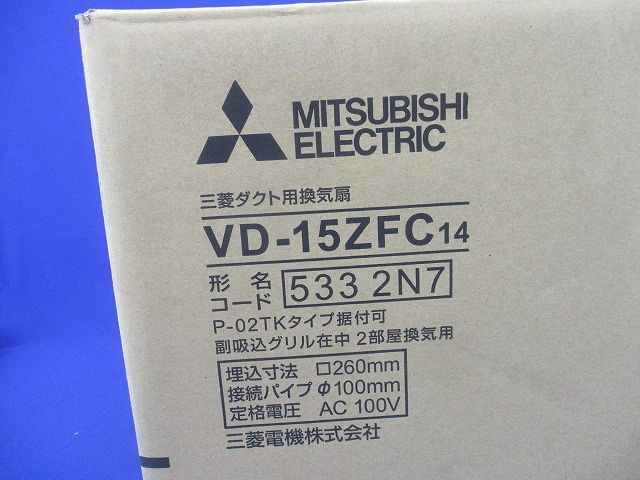 MITSUBISHI
ELECTRIC
三菱ダクト用換気扇
VD-15ZFC14
形名
コード 533 2N7
P-02TKタイプ据付可
副吸込グリル在中 2部屋換気用
埋込寸法 □260mm
接続パイプ Φ100mm
定格電圧 AC 100V
三菱電機株式会社